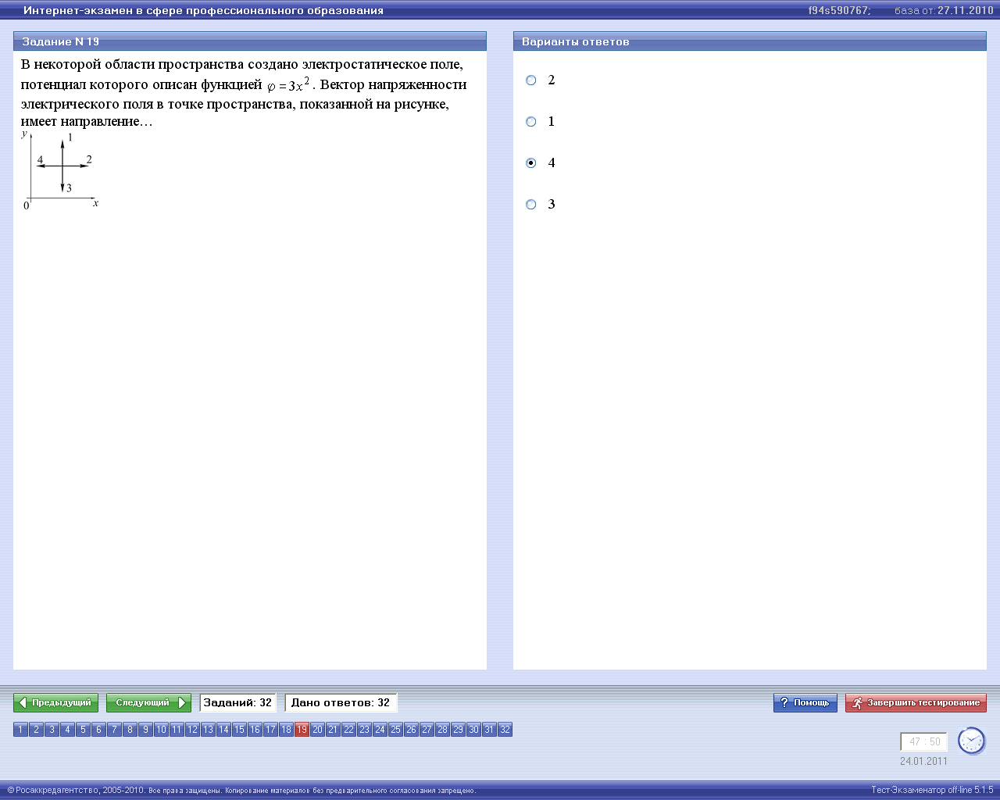 Интернет-экзамен в сфере профессионального образования
f94s590767; база от: 27.11.2010
Задание N 19
В некоторой области пространства создано электростатическое поле,
потенциал которого описан функцией φ = 3x². Вектор напряженности
электрического поля в точке пространства, показанной на рисунке,
имеет направление…
y
1
4 2
3
0 x
Варианты ответов
2
1
4
3
Предыдущий Следующий Заданий: 32 Дано ответов: 32 ? Помощь Завершить тестирование
1 2 3 4 5 6 7 8 9 10 11 12 13 14 15 16 17 18 19 20 21 22 23 24 25 26 27 28 29 30 31 32
47 : 50
24.01.2011
© Росаккредагентство, 2005-2010. Все права защищены. Копирование материалов без предварительного согласования запрещено. Тест-Экзаменатор off-line 5.1.5